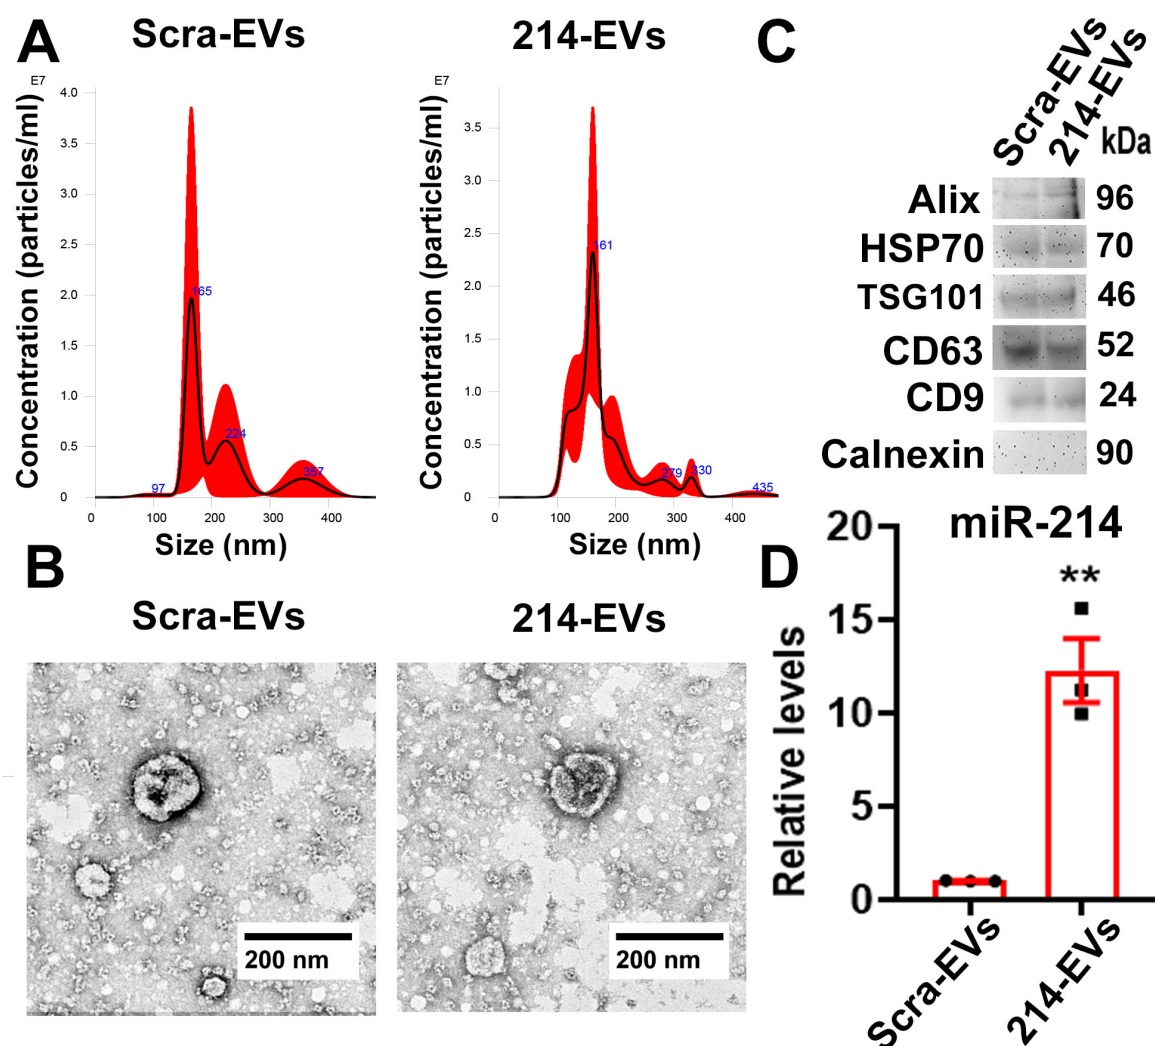 A
Scra-EVs
214-EVs
E7
Concentration (particles/ml)
4.0
3.5
3.0
2.5
2.0
1.5
1.0
0.5
0
165
224
357
97
0
100
200
300
400
Size (nm)
E7
Concentration (particles/ml)
3.5
3.0
2.5
2.0
1.5
1.0
0.5
0
161
279
330
435
0
100
200
300
400
Size (nm)
B
Scra-EVs
214-EVs
200 nm
200 nm
C
Scra-EVs
214-EVs
kDa
Alix 96
HSP70 70
TSG101 46
CD63 52
CD9 24
Calnexin 90
D
miR-214
**
Relative levels
20
15
10
5
0
Scra-EVs
214-EVs